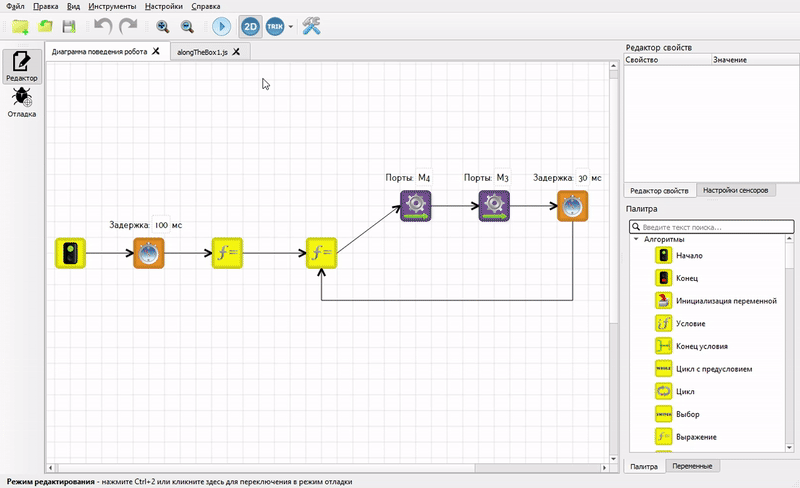 Файл Правка Вид Инструменты Настройки Справка
2D TRIK
Диаграмма поведения робота alongTheBox1.js
Редактор
Отладка
Порты: M4 Порты: M3 Задержка: 30 мс
Задержка: 100 мс
f= f=
Редактор свойств
Свойство Значение
Редактор свойств Настройки сенсоров
Палитра
Введите текст поиска...
Алгоритмы
Начало
Конец
Инициализация переменной
if Условие
Конец условия
WHILE Цикл с предусловием
Цикл
SWITCH Выбор
f= Выражение
Палитра Переменные
Режим редактирования - нажмите Ctrl+2 или кликните здесь для переключения в режим отладки